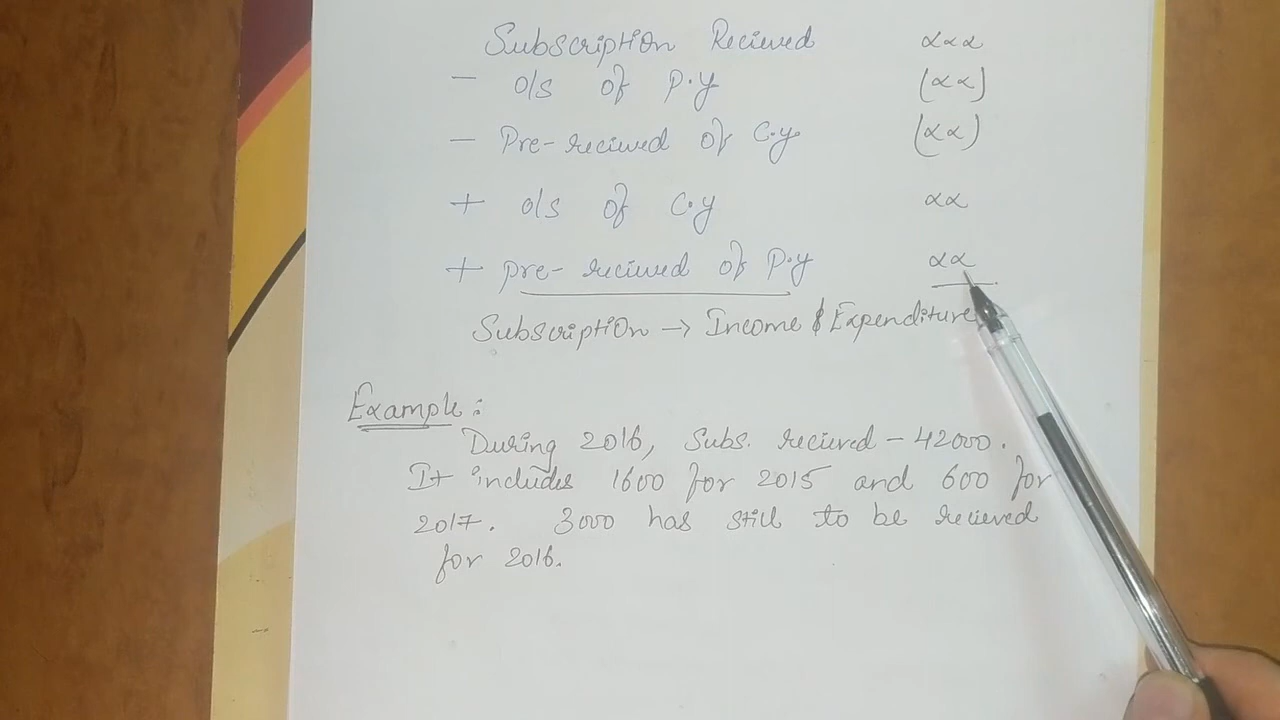 Subscription Recieved xxx
- o/s of P.y (xx)
- Pre-recieved of C.y (xx)
+ o/s of C.y xx
+ pre-recieved of P.y xx
Subscription → Income & Expenditure
Example:
During 2016, Subs. recieved - 42000.
It includes 1600 for 2015 and 600 for
2017. 3000 has still to be recieved
for 2016.